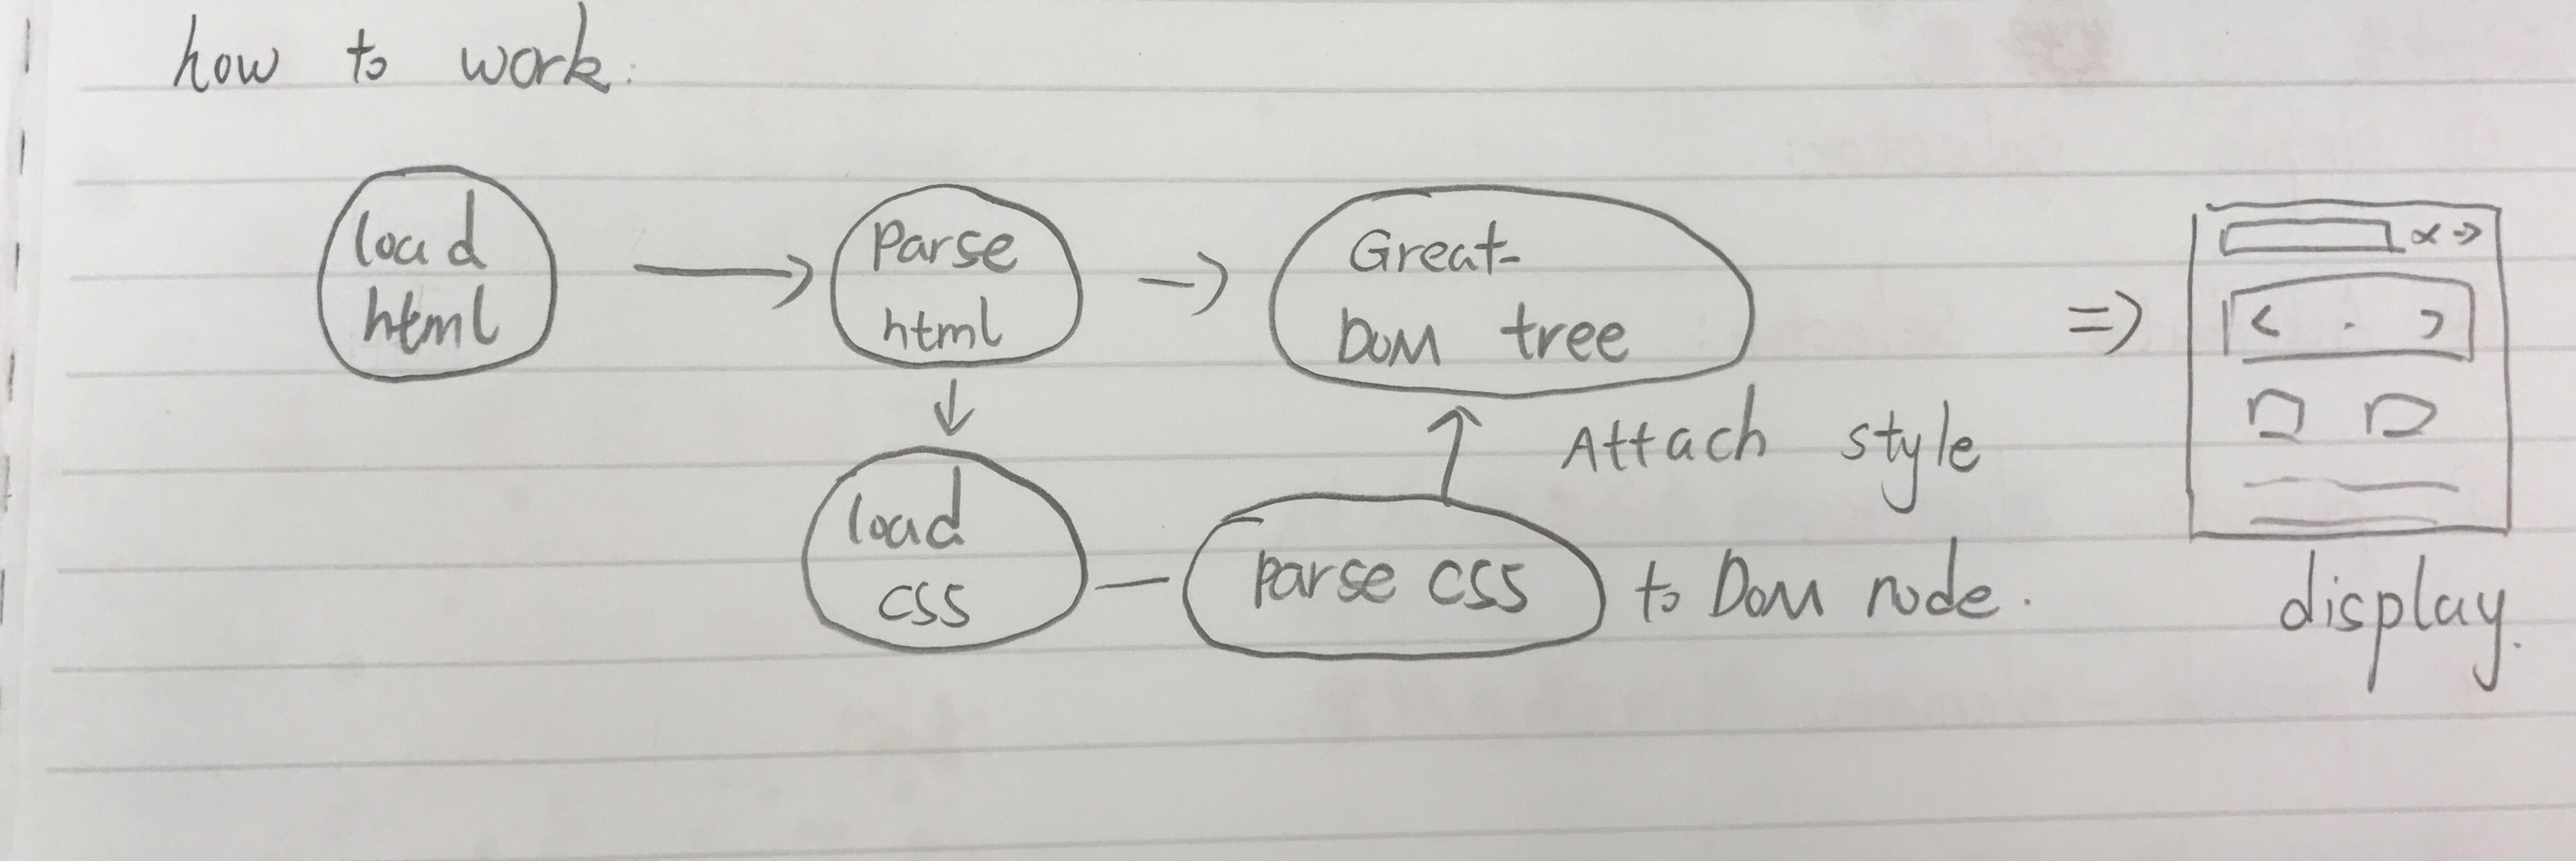 how to work:
load
html
Parse
html
Great
DOM tree
load
css
parse css
Attach style
to DOM node.
display.